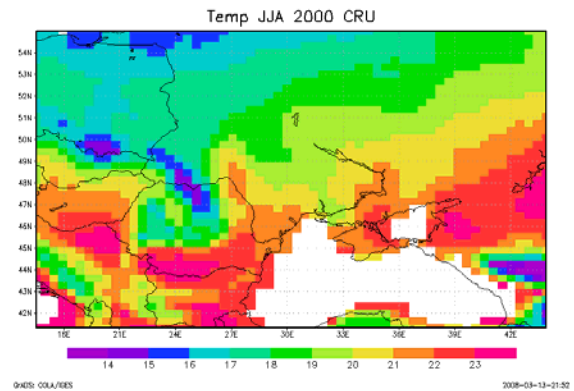 Temp JJA 2000 CRU
54N
53N
52N
51N
50N
49N
48N
47N
46N
45N
44N
43N
42N
18E 21E 24E 27E 30E 33E 36E 39E 42E
14 15 16 17 18 19 20 21 22 23
GrADS: COLA/IGES 2008-03-13-21:52